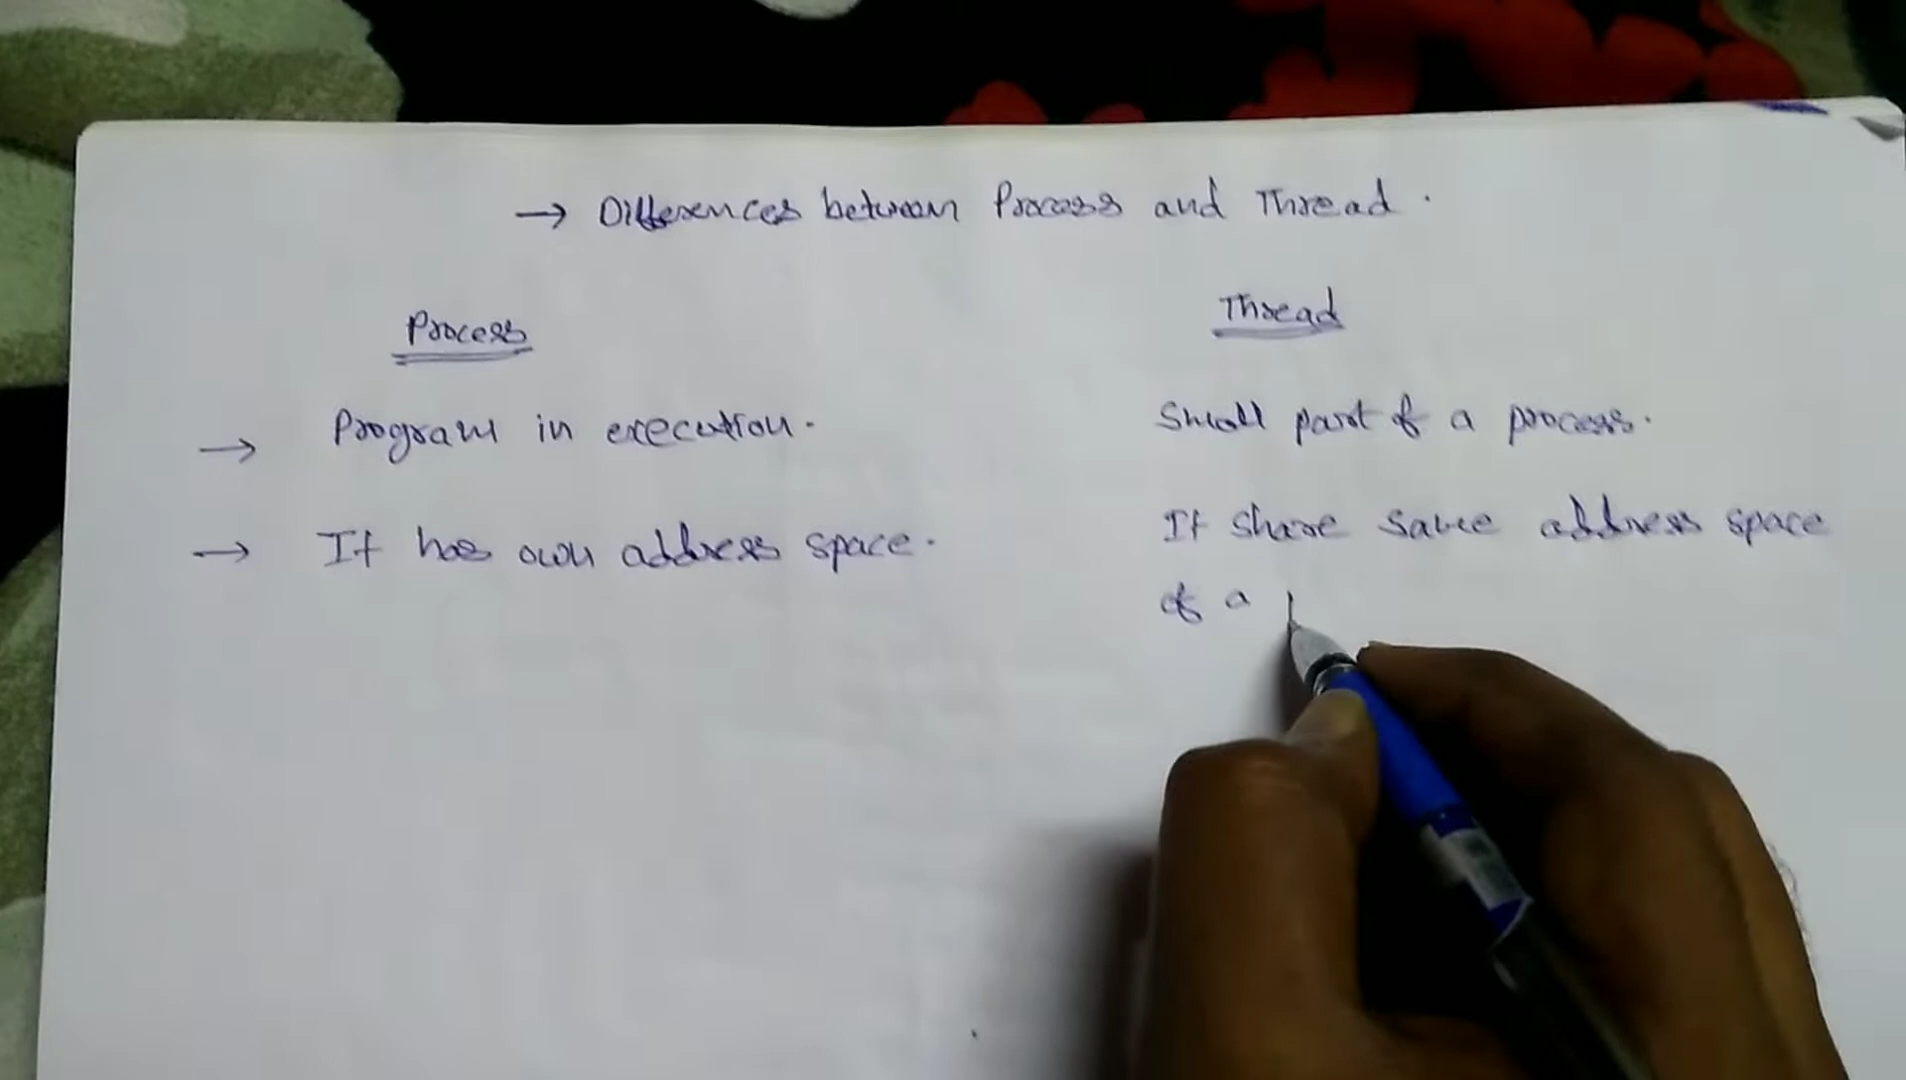 → Differences between Process and Thread.
Process
Thread
→ Program in execution.
Small part of a process.
→ It has own address space.
It share same address space
of a